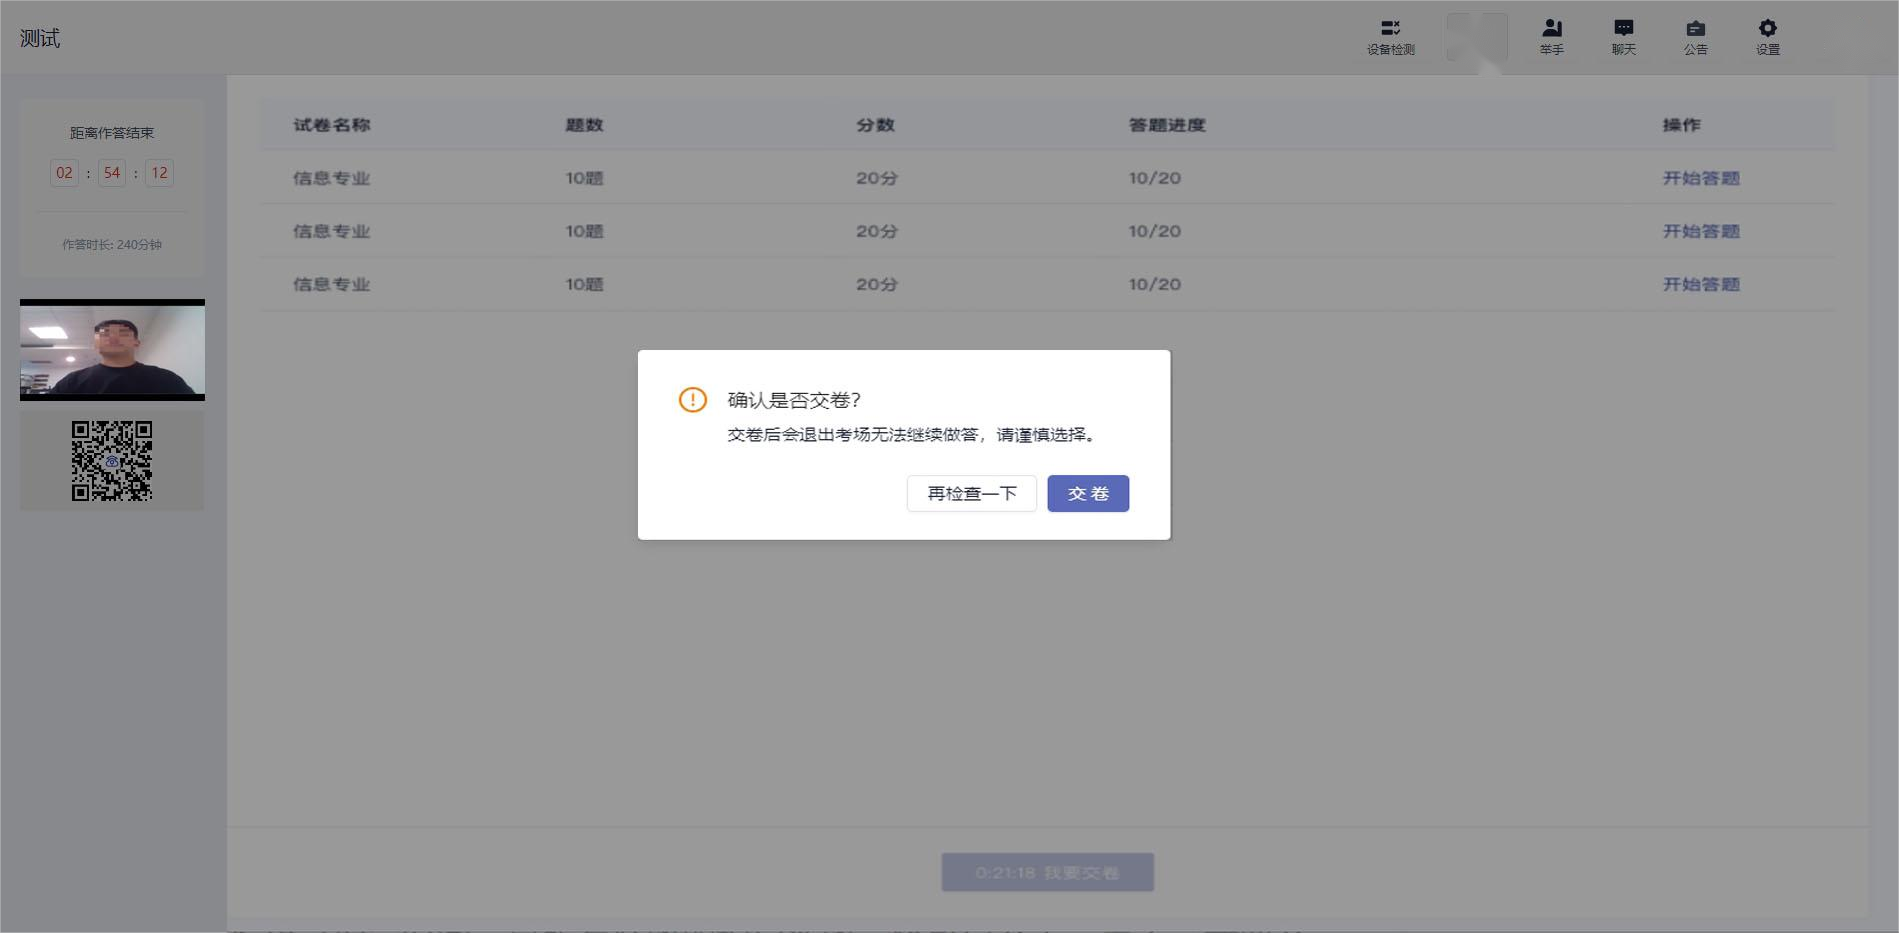 测试
设备检测
举手
聊天
公告
设置
距离作答结束
02 : 54 : 12
作答时长: 240分钟
试卷名称 题数 分数 答题进度 操作
信息专业 10题 20分 10/20 开始答题
信息专业 10题 20分 10/20 开始答题
信息专业 10题 20分 10/20 开始答题
确认是否交卷?
交卷后会退出考场无法继续做答，请谨慎选择。
再检查一下 交 卷
0:21:18 我要交卷